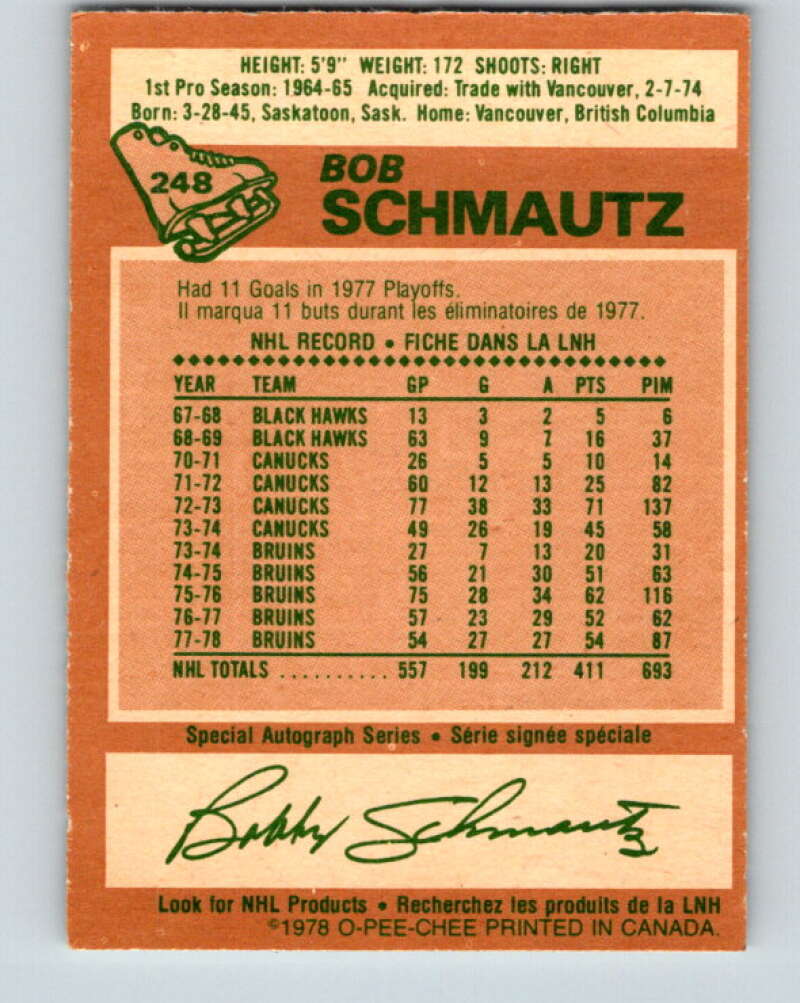 HEIGHT: 5'9" WEIGHT: 172 SHOOTS: RIGHT
1st Pro Season: 1964-65 Acquired: Trade with Vancouver, 2-7-74
Born: 3-28-45, Saskatoon, Sask. Home: Vancouver, British Columbia
248
BOB
SCHMAUTZ
Had 11 Goals in 1977 Playoffs.
Il marqua 11 buts durant les éliminatoires de 1977.
NHL RECORD • FICHE DANS LA LNH
YEAR TEAM GP G A PTS PIM
67-68 BLACK HAWKS 13 3 2 5 6
68-69 BLACK HAWKS 63 9 7 16 37
70-71 CANUCKS 26 5 5 10 14
71-72 CANUCKS 60 12 13 25 82
72-73 CANUCKS 77 38 33 71 137
73-74 CANUCKS 49 26 19 45 58
73-74 BRUINS 27 7 13 20 31
74-75 BRUINS 56 21 30 51 63
75-76 BRUINS 75 28 34 62 116
76-77 BRUINS 57 23 29 52 62
77-78 BRUINS 54 27 27 54 87
NHL TOTALS .......... 557 199 212 411 693
Special Autograph Series • Série signée spéciale
Bobby Schmautz
Look for NHL Products • Recherchez les produits de la LNH
©1978 O-PEE-CHEE PRINTED IN CANADA.